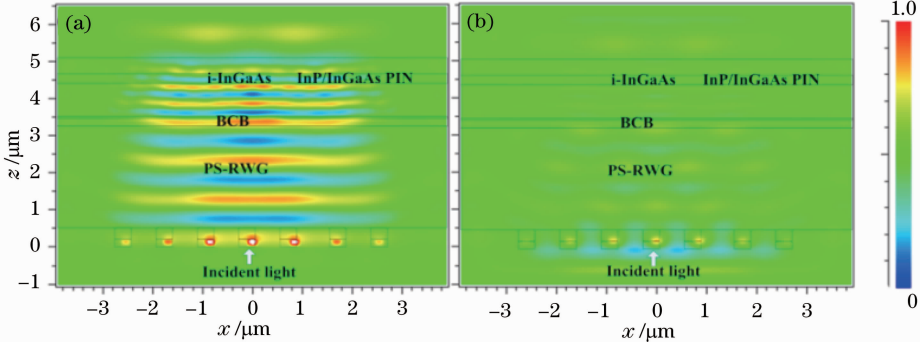 (a)
6
5
4
3
2
1
0
−1
z /μm
i-InGaAs InP/InGaAs PIN
BCB
PS-RWG
Incident light
−3 −2 −1 0 1 2 3
x /μm
(b)
i-InGaAs InP/InGaAs PIN
BCB
PS-RWG
Incident light
−3 −2 −1 0 1 2 3
x /μm
1.0
0